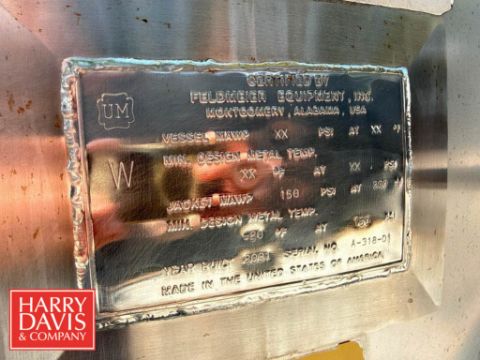 CERTIFIED BY
FELDMEIER EQUIPMENT, INC.
MONTGOMERY, ALABAMA, USA
UM
W
VESSEL MAWP XX PSI AT XX °F
MIN. DESIGN METAL TEMP.
XX °F AT XX PSI
JACKET MAWP 150 PSI AT °F
MIN. DESIGN METAL TEMP.
°F AT
YEAR BUILT SERIAL NO. A-318-01
MADE IN THE UNITED STATES OF AMERICA
HARRY
DAVIS
& COMPANY